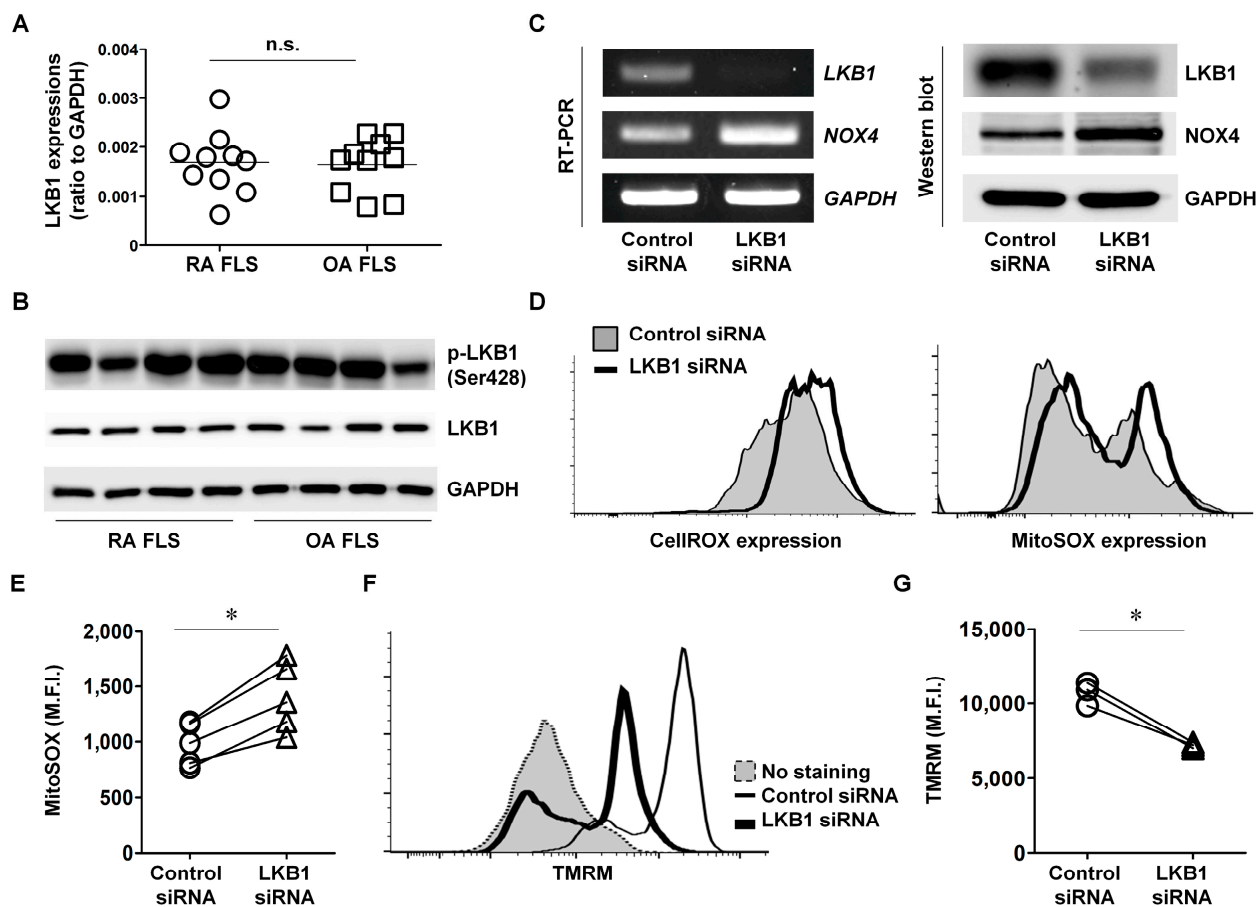 A
LKB1 expressions
(ratio to GAPDH)
0.004
0.003
0.002
0.001
0
n.s.
RA FLS
OA FLS
B
p-LKB1
(Ser428)
LKB1
GAPDH
RA FLS
OA FLS
C
RT-PCR
LKB1
NOX4
GAPDH
Control
siRNA
LKB1
siRNA
Western blot
LKB1
NOX4
GAPDH
Control
siRNA
LKB1
siRNA
D
Control siRNA
LKB1 siRNA
CellROX expression
MitoSOX expression
E
MitoSOX (M.F.I.)
2,000
1,500
1,000
500
0
*
Control
siRNA
LKB1
siRNA
F
No staining
Control siRNA
LKB1 siRNA
TMRM
G
TMRM (M.F.I.)
15,000
10,000
5,000
0
*
Control
siRNA
LKB1
siRNA